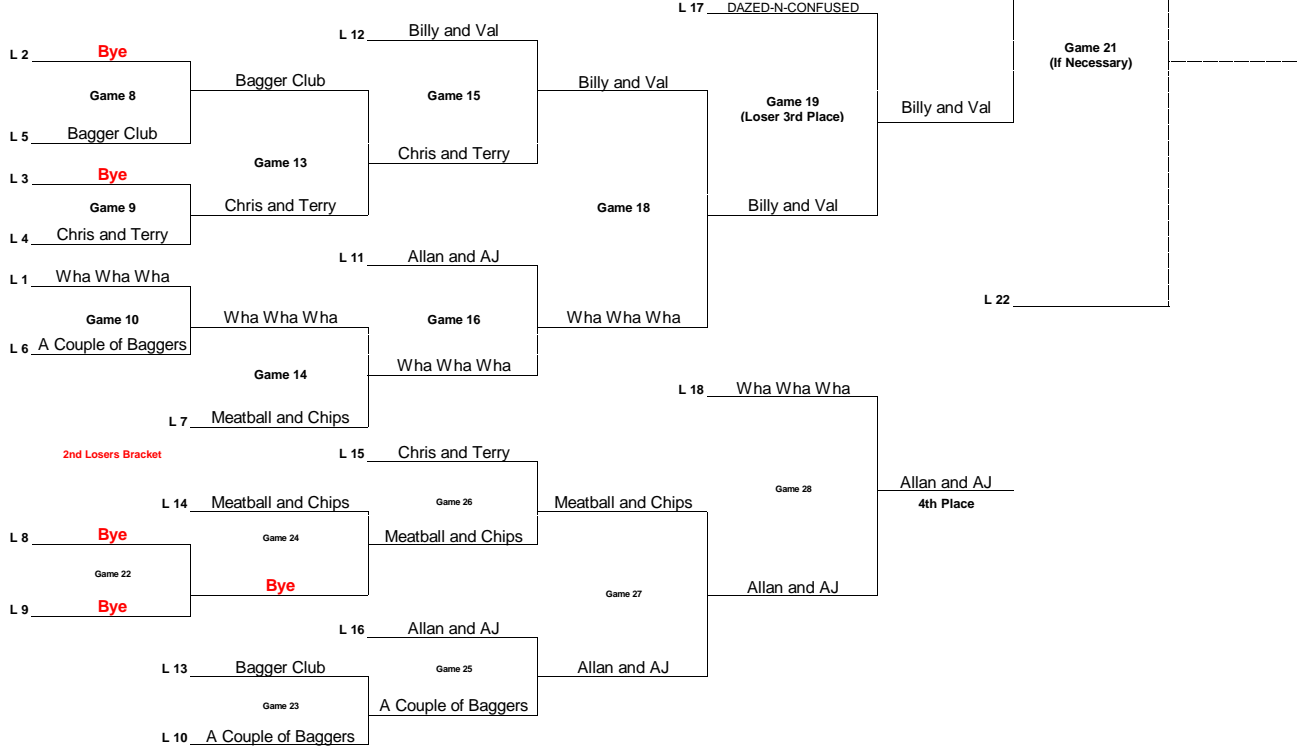 L 17 DAZED-N-CONFUSED
L 12 Billy and Val
L 2 Bye
Game 21
(If Necessary)
Bagger Club
Billy and Val
Game 8
Game 15
Game 19
(Loser 3rd Place)
Billy and Val
L 5 Bagger Club
Chris and Terry
Game 13
L 3 Bye
Game 9
Chris and Terry
Game 18
Billy and Val
L 4 Chris and Terry
L 11 Allan and AJ
L 1 Wha Wha Wha
L 22
Game 10
Wha Wha Wha
Game 16
Wha Wha Wha
L 6 A Couple of Baggers
Wha Wha Wha
Game 14
L 18 Wha Wha Wha
L 7 Meatball and Chips
2nd Losers Bracket
L 15 Chris and Terry
Game 28
Allan and AJ
4th Place
L 14 Meatball and Chips
Game 26
Meatball and Chips
L 8 Bye
Game 24
Meatball and Chips
Game 22
Bye
Game 27
Allan and AJ
L 9 Bye
L 16 Allan and AJ
L 13 Bagger Club
Game 25
Allan and AJ
Game 23
A Couple of Baggers
L 10 A Couple of Baggers